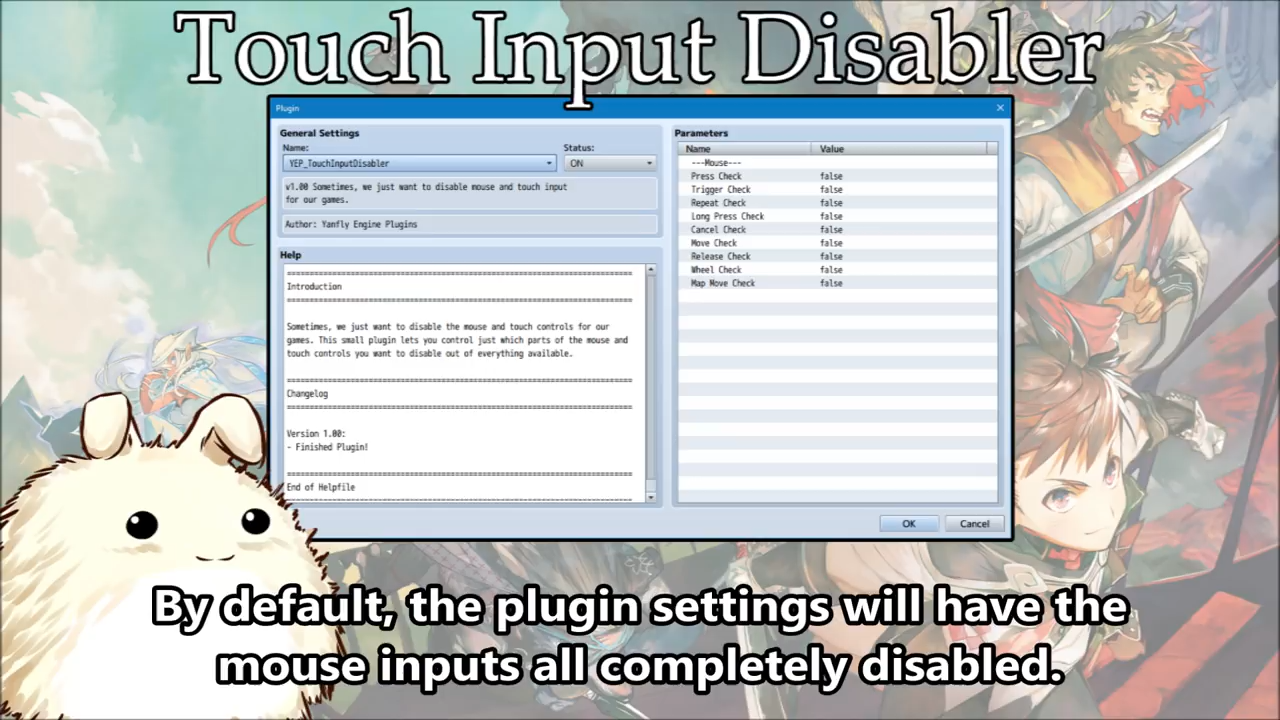 Touch Input Disabler
Plugin
General Settings
Name:
Status:
YEP_TouchInputDisabler
ON
v1.00 Sometimes, we just want to disable mouse and touch input
for our games.
Author: Yanfly Engine Plugins
Help
================================================================================
Introduction
================================================================================
Sometimes, we just want to disable the mouse and touch controls for our
games. This small plugin lets you control just which parts of the mouse and
touch controls you want to disable out of everything available.
================================================================================
Changelog
================================================================================
Version 1.00:
- Finished Plugin!
================================================================================
End of Helpfile
================================================================================
Parameters
Name Value
---Mouse---
Press Check false
Trigger Check false
Repeat Check false
Long Press Check false
Cancel Check false
Move Check false
Release Check false
Wheel Check false
Map Move Check false
OK Cancel
By default, the plugin settings will have the
mouse inputs all completely disabled.